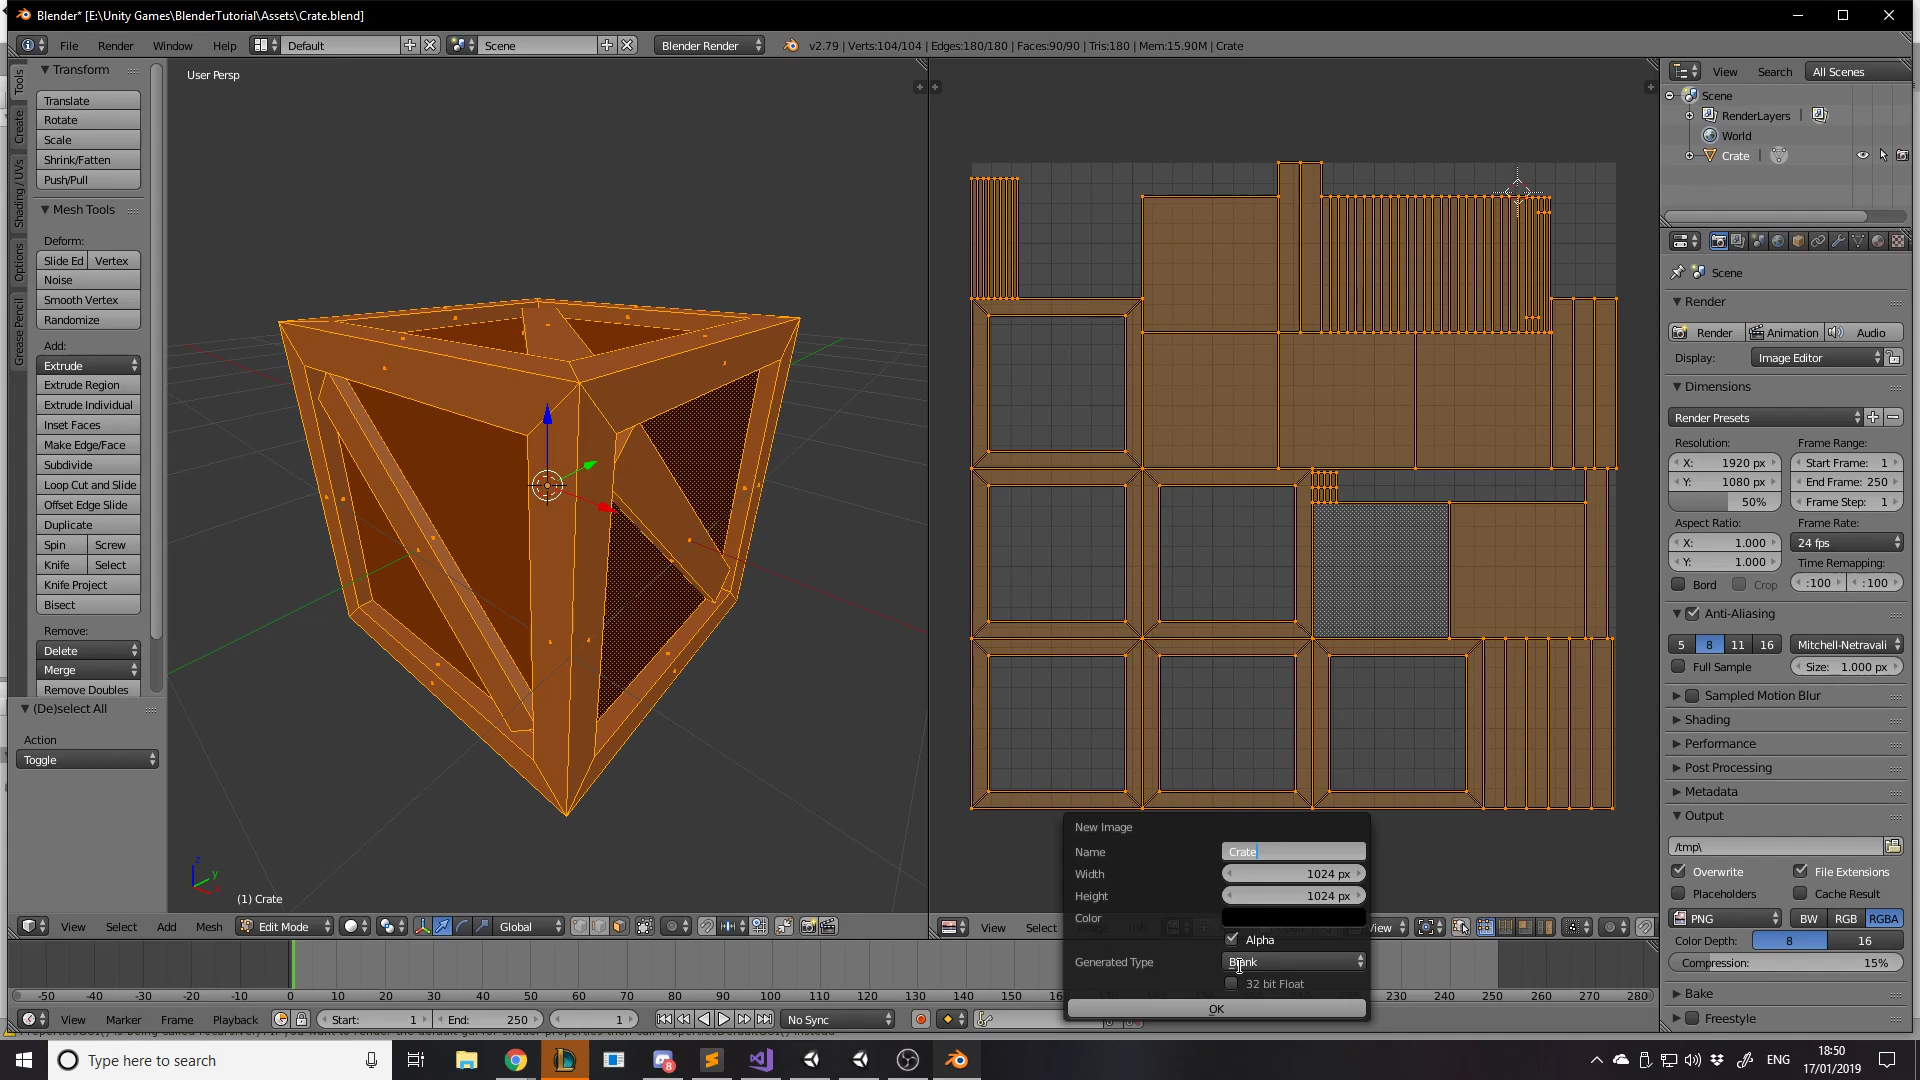 Blender* [E:\Unity Games\BlenderTutorial\Assets\Crate.blend]
File Render Window Help Default Scene Blender Render v2.79 | Verts:104/104 | Edges:180/180 | Faces:90/90 | Tris:180 | Mem:15.90M | Crate
Tools
Create
Shading / UVs
Options
Grease Pencil
Transform
Translate
Rotate
Scale
Shrink/Fatten
Push/Pull
Mesh Tools
Deform:
Slide Ed Vertex
Noise
Smooth Vertex
Randomize
Add:
Extrude
Extrude Region
Extrude Individual
Inset Faces
Make Edge/Face
Subdivide
Loop Cut and Slide
Offset Edge Slide
Duplicate
Spin Screw
Knife Select
Knife Project
Bisect
Remove:
Delete
Merge
Remove Doubles
(De)select All
Action
Toggle
User Persp
z
y
x
(1) Crate
View Select Add Mesh Edit Mode Global
New Image
Name Crate
Width 1024 px
Height 1024 px
Color
Alpha
Generated Type Blank
32 bit Float
OK
View Select View
View Search All Scenes
Scene
RenderLayers
World
Crate
Scene
Render
Render Animation Audio
Display: Image Editor
Dimensions
Render Presets
Resolution: Frame Range:
X: 1920 px Start Frame: 1
Y: 1080 px End Frame: 250
50% Frame Step: 1
Aspect Ratio: Frame Rate:
X: 1.000 24 fps
Y: 1.000 Time Remapping:
Bord Crop :100 :100
Anti-Aliasing
5 8 11 16 Mitchell-Netravali
Full Sample Size: 1.000 px
Sampled Motion Blur
Shading
Performance
Post Processing
Metadata
Output
/tmp\
Overwrite File Extensions
Placeholders Cache Result
PNG BW RGB RGBA
Color Depth: 8 16
Compression: 15%
Bake
Freestyle
-50 -40 -30 -20 -10 0 10 20 30 40 50 60 70 80 90 100 110 120 130 140 150 220 230 240 250 260 270 280
View Marker Frame Playback Start: 1 End: 250 1 No Sync
Type here to search
8
ENG
18:50
17/01/2019